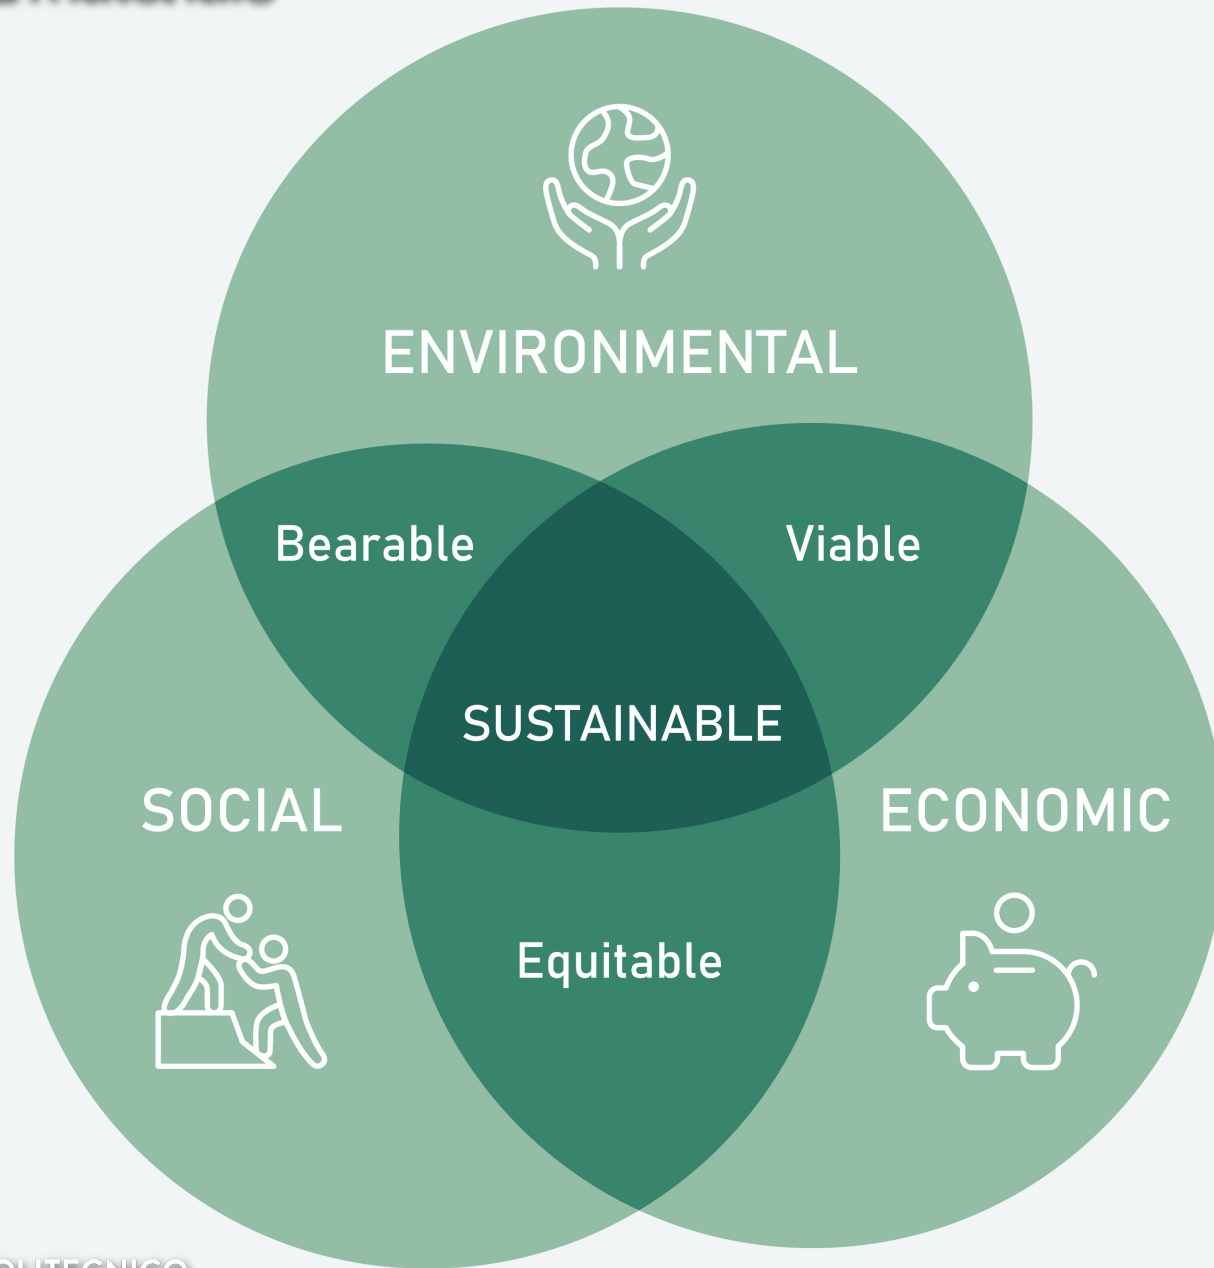 ENVIRONMENTAL
Bearable
Viable
SUSTAINABLE
SOCIAL
ECONOMIC
Equitable